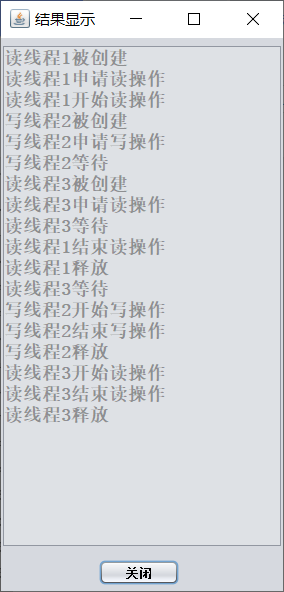 结果显示
读线程1被创建
读线程1申请读操作
读线程1开始读操作
写线程2被创建
写线程2申请写操作
写线程2等待
读线程3被创建
读线程3申请读操作
读线程3等待
读线程1结束读操作
读线程1释放
读线程3等待
写线程2开始写操作
写线程2结束写操作
写线程2释放
读线程3开始读操作
读线程3结束读操作
读线程3释放
关闭